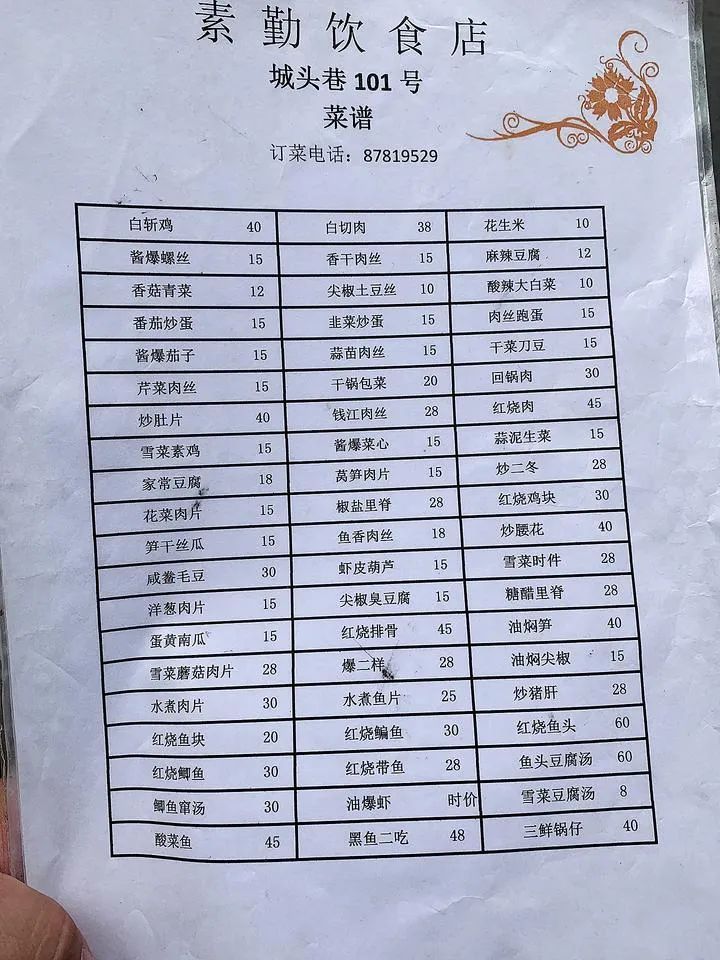 素勤饮食店
城头巷 101 号
菜谱
订菜电话：87819529
白斩鸡 40 白切肉 38 花生米 10
酱爆螺丝 15 香干肉丝 15 麻辣豆腐 12
香菇青菜 12 尖椒土豆丝 10 酸辣大白菜 10
番茄炒蛋 15 韭菜炒蛋 15 肉丝跑蛋 15
酱爆茄子 15 蒜苗肉丝 15 干菜刀豆 15
芹菜肉丝 15 干锅包菜 20 回锅肉 30
炒肚片 40 钱江肉丝 28 红烧肉 45
雪菜素鸡 15 酱爆菜心 15 蒜泥生菜 15
家常豆腐 18 莴笋肉片 15 炒二冬 28
花菜肉片 15 椒盐里脊 28 红烧鸡块 30
笋干丝瓜 15 鱼香肉丝 18 炒腰花 40
咸鲞毛豆 30 虾皮葫芦 15 雪菜时件 28
洋葱肉片 15 尖椒臭豆腐 15 糖醋里脊 28
蛋黄南瓜 15 红烧排骨 45 油焖笋 40
雪菜蘑菇肉片 28 爆二样 28 油焖尖椒 15
水煮肉片 30 水煮鱼片 25 炒猪肝 28
红烧鱼块 20 红烧鳊鱼 30 红烧鱼头 60
红烧鲫鱼 30 红烧带鱼 28 鱼头豆腐汤 60
鲫鱼窜汤 30 油爆虾 时价 雪菜豆腐汤 8
酸菜鱼 45 黑鱼二吃 48 三鲜锅仔 40